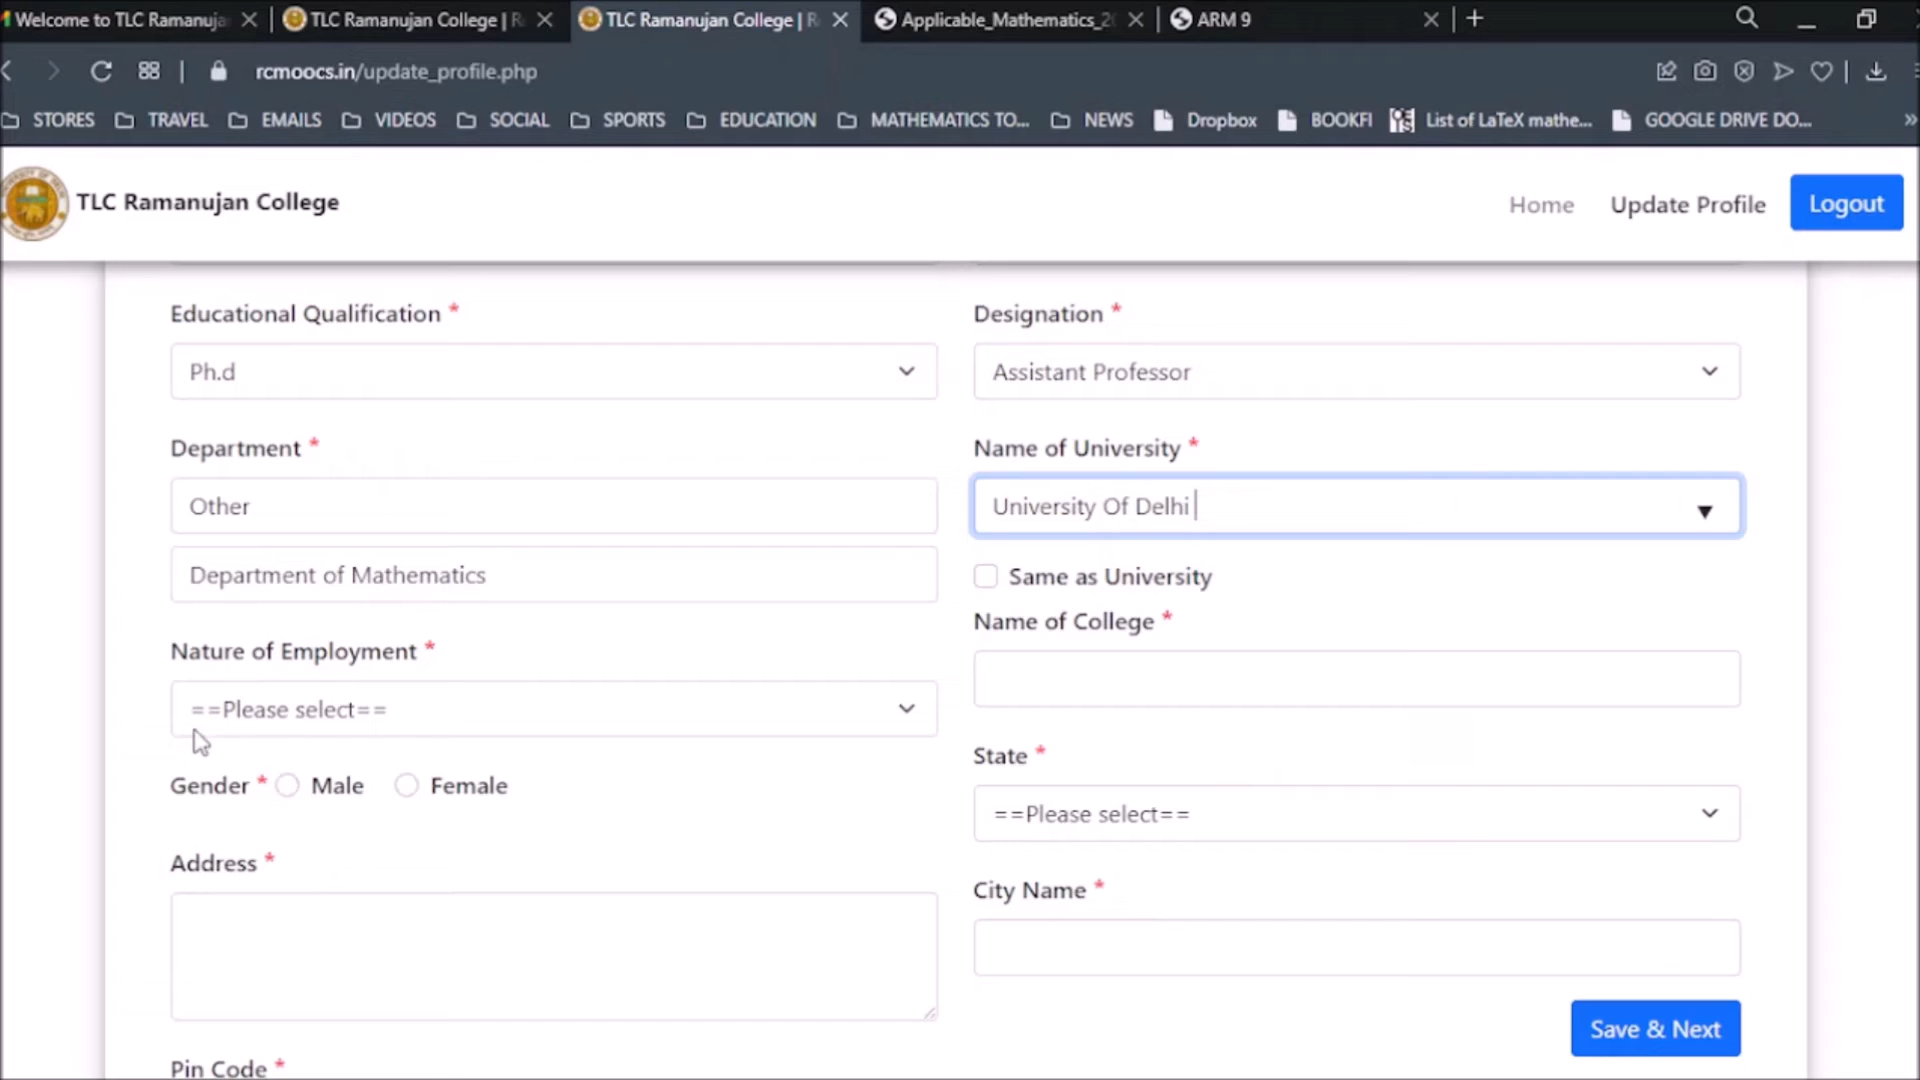 Welcome to TLC Ramanuja
TLC Ramanujan College |
TLC Ramanujan College |
Applicable_Mathematics_2
ARM 9
rcmoocs.in/update_profile.php
STORES
TRAVEL
EMAILS
VIDEOS
SOCIAL
SPORTS
EDUCATION
MATHEMATICS TO...
NEWS
Dropbox
BOOKFI
List of LaTeX mathe...
GOOGLE DRIVE DO...
TLC Ramanujan College
Home
Update Profile
Logout
Educational Qualification *
Ph.d
Designation *
Assistant Professor
Department *
Other
Department of Mathematics
Name of University *
University Of Delhi
Same as University
Name of College *
Nature of Employment *
==Please select==
Gender * Male Female
State *
==Please select==
Address *
City Name *
Save & Next
Pin Code *